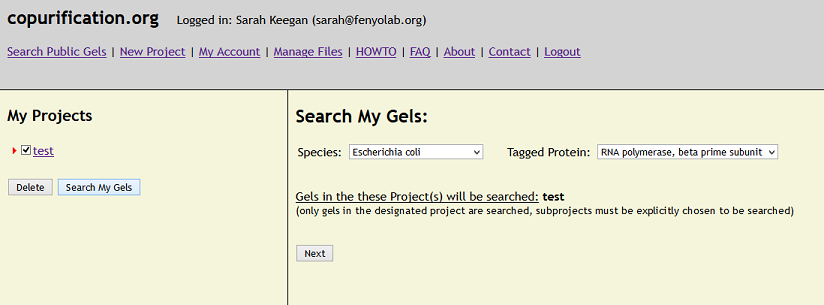 copurification.org Logged in: Sarah Keegan (sarah@fenyolab.org)
Search Public Gels | New Project | My Account | Manage Files | HOWTO | FAQ | About | Contact | Logout
My Projects
test
Delete Search My Gels
Search My Gels:
Species: Escherichia coli Tagged Protein: RNA polymerase, beta prime subunit
Gels in the these Project(s) will be searched: test
(only gels in the designated project are searched, subprojects must be explicitly chosen to be searched)
Next